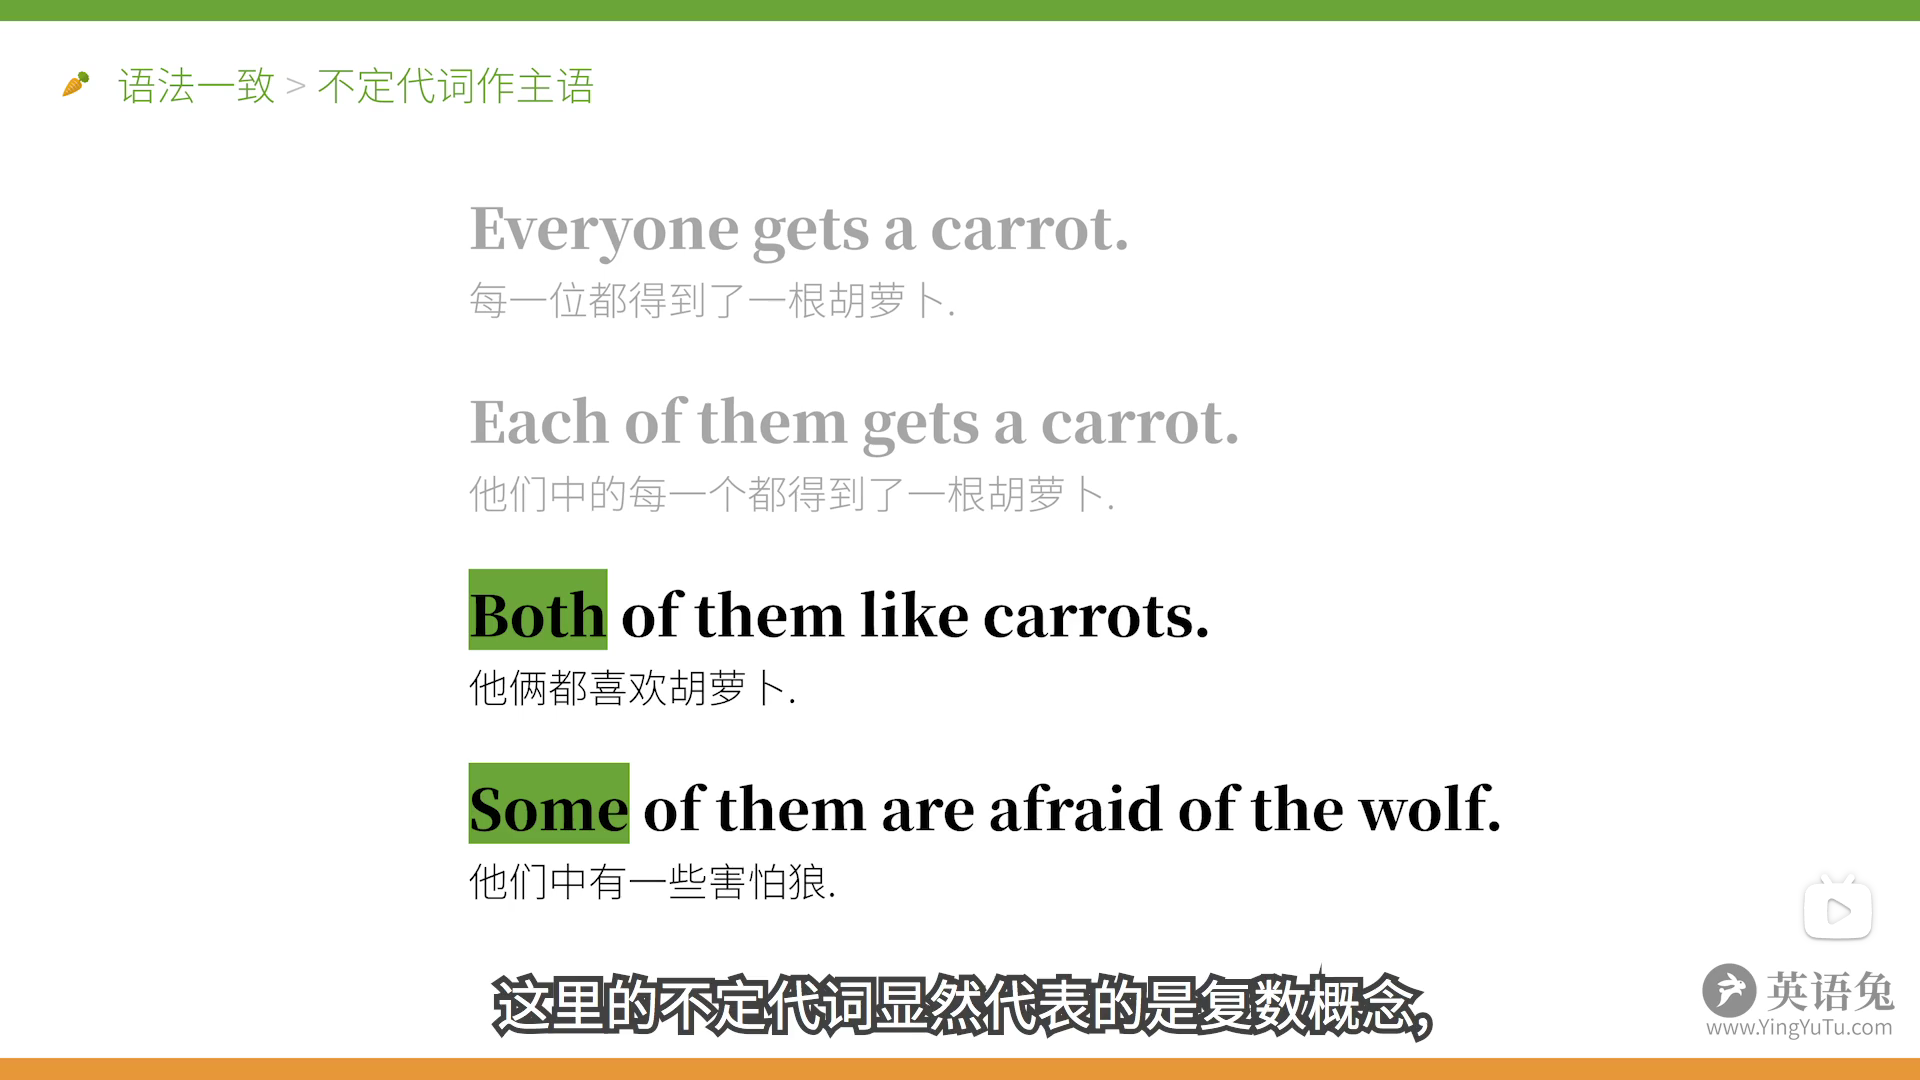 语法一致 > 不定代词作主语
Everyone gets a carrot.
每一位都得到了一根胡萝卜.
Each of them gets a carrot.
他们中的每一个都得到了一根胡萝卜.
Both of them like carrots.
他俩都喜欢胡萝卜.
Some of them are afraid of the wolf.
他们中有一些害怕狼.
这里的不定代词显然代表的是复数概念,
英语兔
www.YingYuTu.com